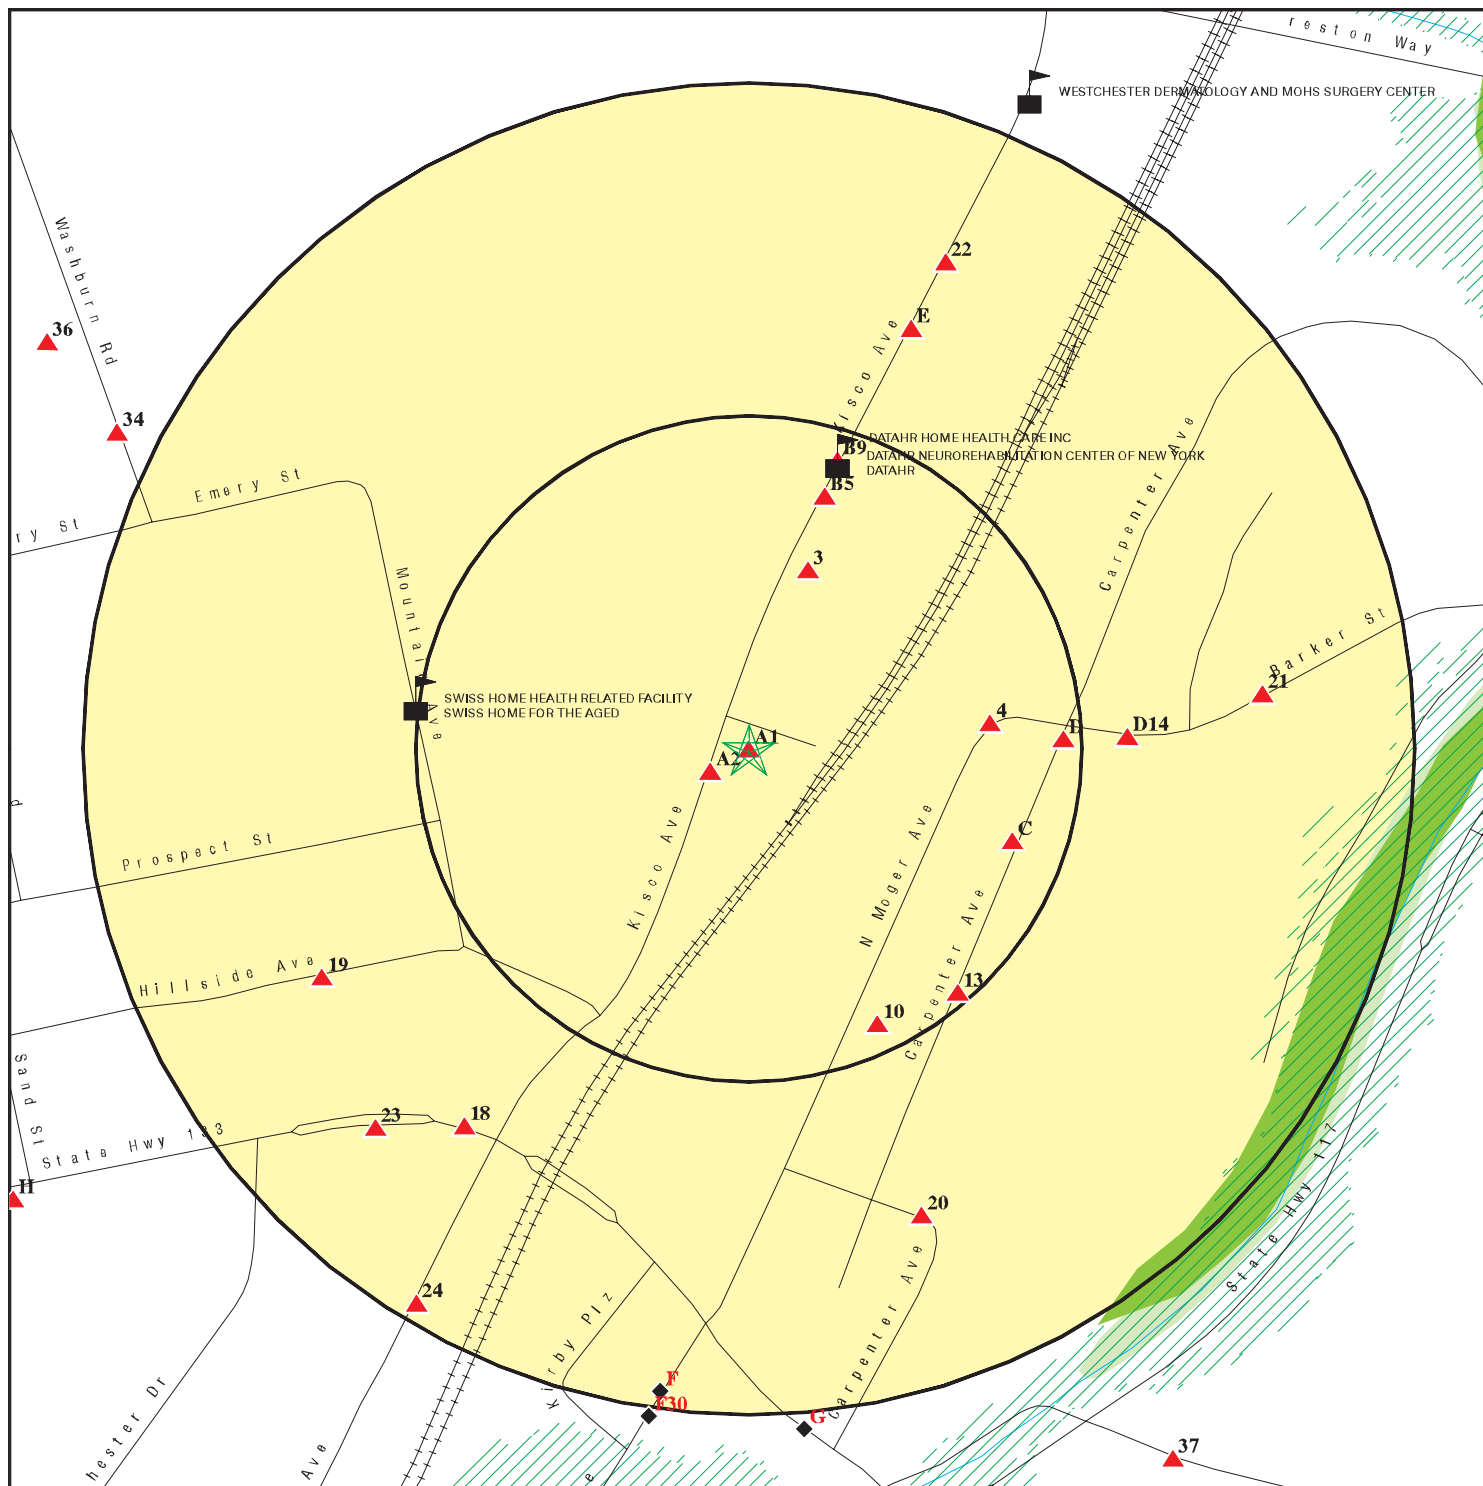 reston Way
WESTCHESTER DERMATOLOGY AND MOHS SURGERY CENTER
Washburn Rd
22
36
E
Kisco Ave
34
DATAHR HOME HEALTH CARE INC
B9
DATAHR NEUROREHABILITATION CENTER OF NEW YORK
DATAHR
B5
Carpenter Ave
Emery St
ry St
3
Mountain Ave
Barker St
21
SWISS HOME HEALTH RELATED FACILITY
SWISS HOME FOR THE AGED
4
D
D14
A1
A2
d
Kisco Ave
N Moger Ave
C
Prospect St
Carpenter Ave
Hillside Ave
19
13
10
Sand St
23
18
State Hwy 133
State Hwy 117
H
20
24
Kirby Plz
Carpenter Ave
F
F30
G
hester Dr
Ave
e
37